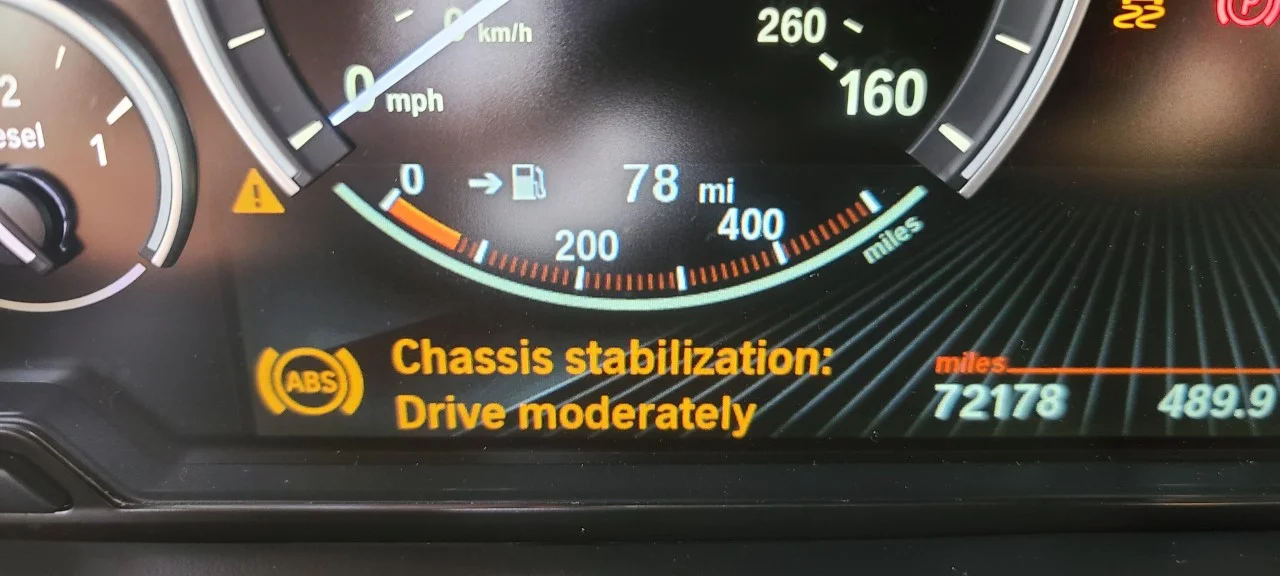 0 km/h
260
0 mph
160
2
esel
1
0 78 mi
200 400
miles
ABS
Chassis stabilization:
Drive moderately
miles
72178 489.9
P